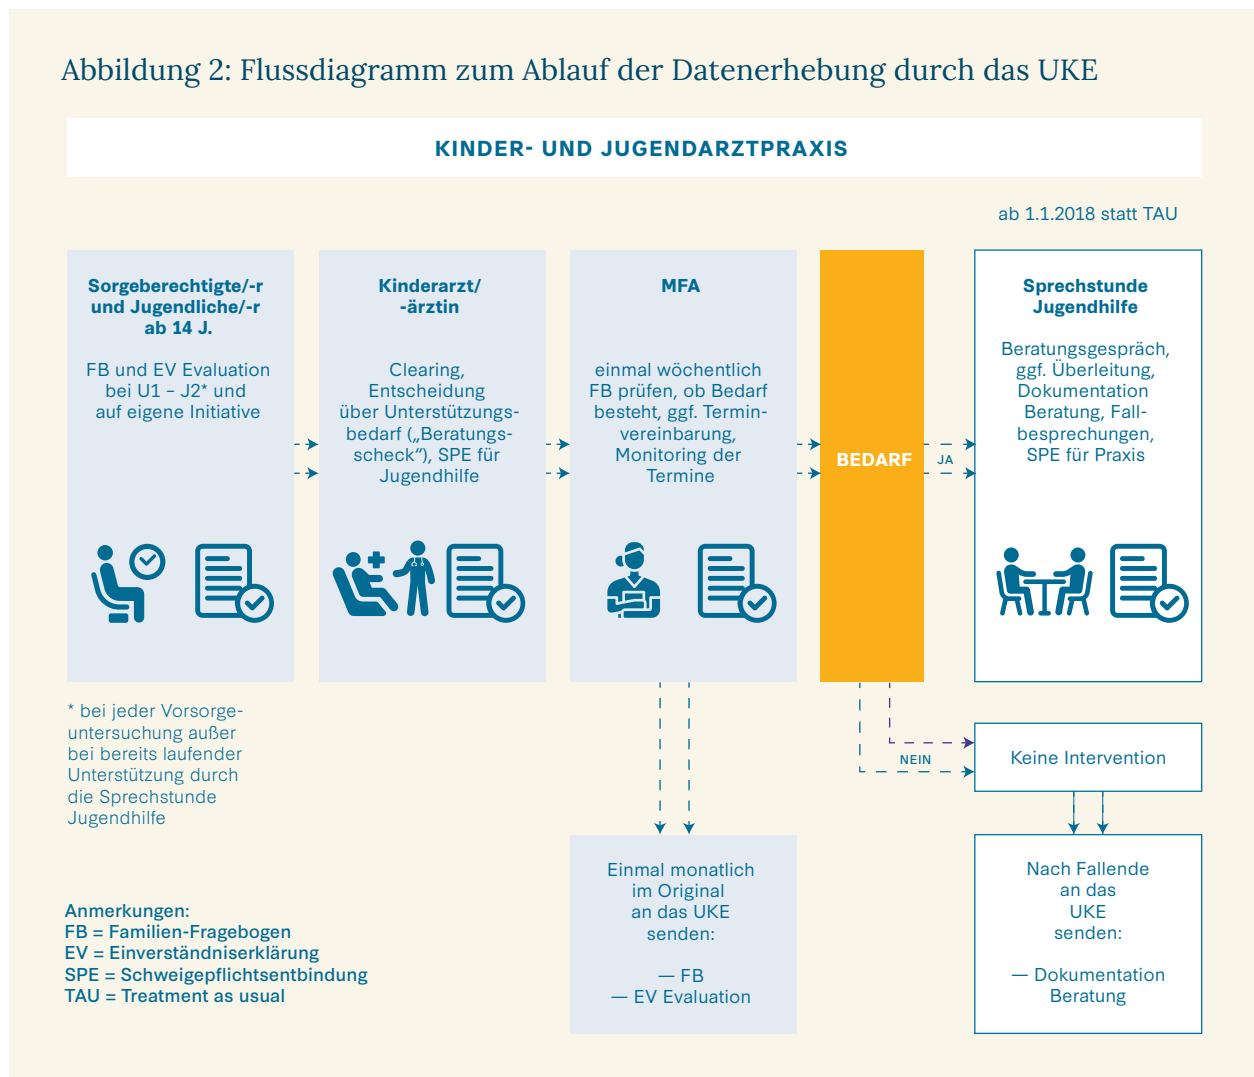 Abbildung 2: Flussdiagramm zum Ablauf der Datenerhebung durch das UKE
KINDER- UND JUGENDARZTPRAXIS
ab 1.1.2018 statt TAU
Sorgeberechtigte/-r
und Jugendliche/-r
ab 14 J.
FB und EV Evaluation
bei U1 – J2* und
auf eigene Initiative
Kinderarzt/
-ärztin
Clearing,
Entscheidung
über Unterstützungs-
bedarf („Beratungs-
scheck“), SPE für
Jugendhilfe
MFA
einmal wöchentlich
FB prüfen, ob Bedarf
besteht, ggf. Termin-
vereinbarung,
Monitoring der
Termine
BEDARF
JA
Sprechstunde
Jugendhilfe
Beratungsgespräch,
ggf. Überleitung,
Dokumentation
Beratung, Fall-
besprechungen,
SPE für Praxis
* bei jeder Vorsorge-
untersuchung außer
bei bereits laufender
Unterstützung durch
die Sprechstunde
Jugendhilfe
NEIN
Keine Intervention
Einmal monatlich
im Original
an das UKE
senden:
— FB
— EV Evaluation
Nach Fallende
an das
UKE
senden:
— Dokumentation
Beratung
Anmerkungen:
FB = Familien-Fragebogen
EV = Einverständniserklärung
SPE = Schweigepflichtsentbindung
TAU = Treatment as usual